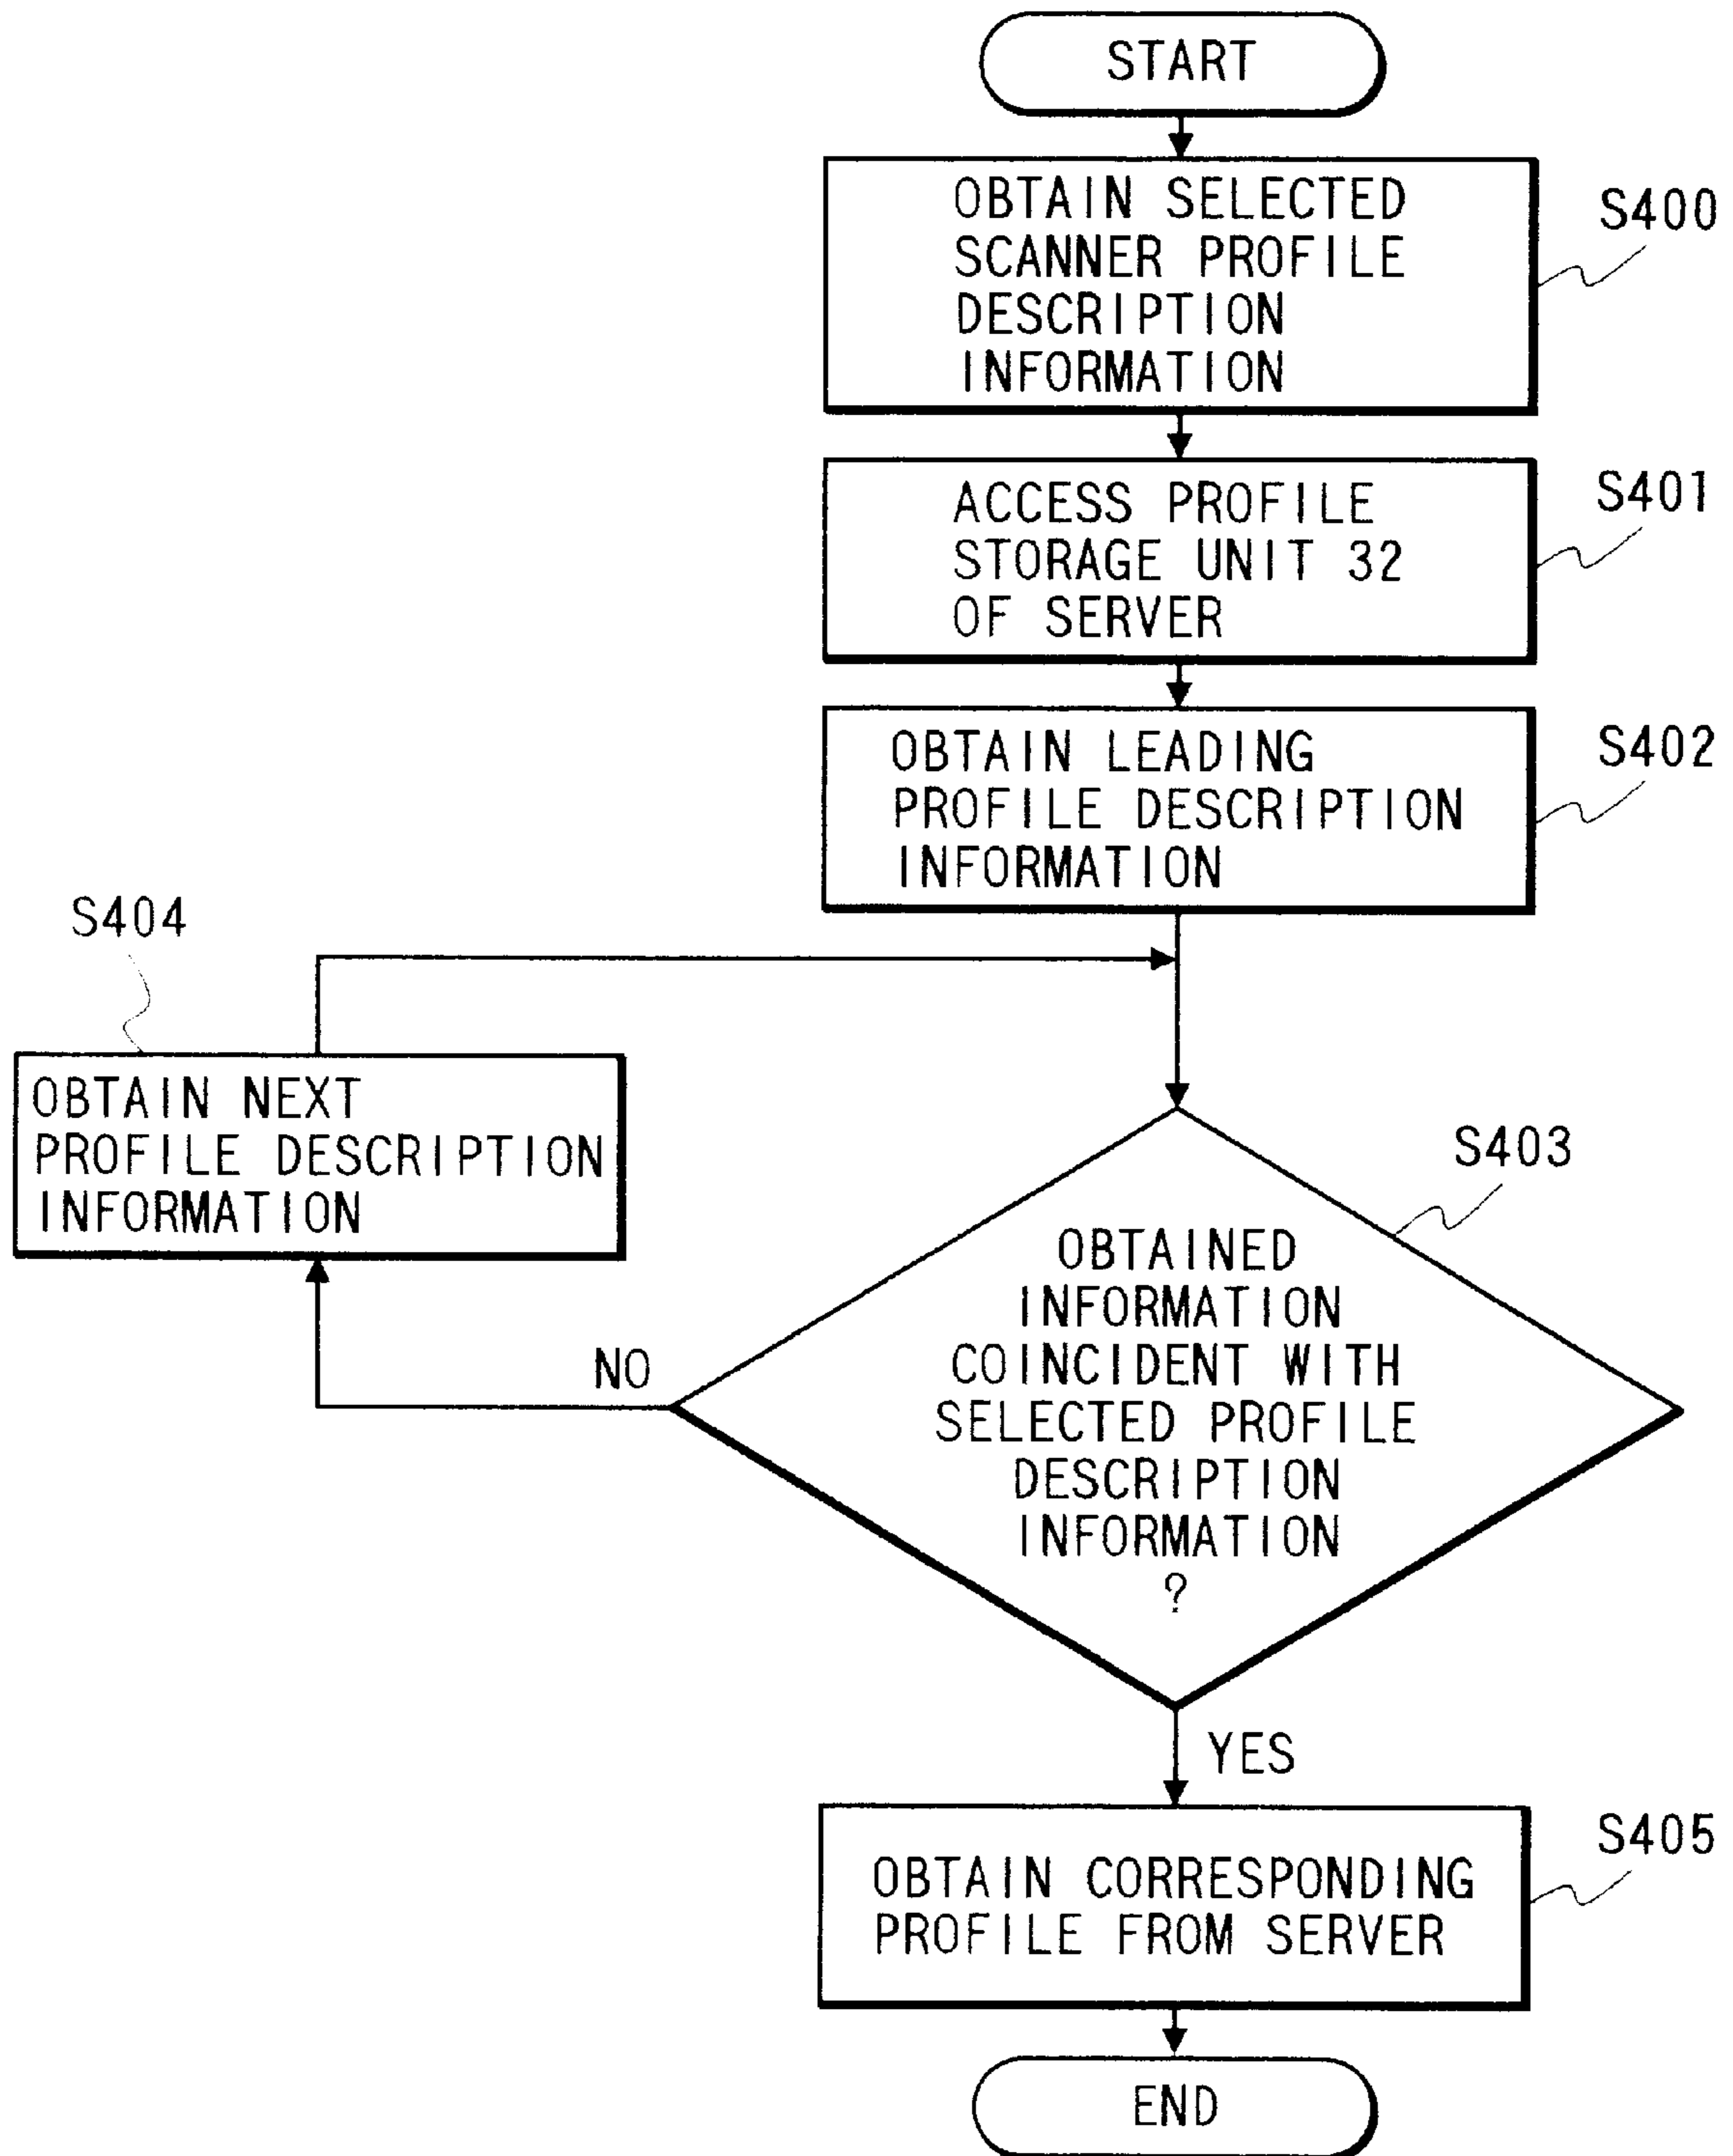 START
OBTAIN SELECTED
SCANNER PROFILE
DESCRIPTION
INFORMATION
S400
ACCESS PROFILE
STORAGE UNIT 32
OF SERVER
S401
OBTAIN LEADING
PROFILE DESCRIPTION
INFORMATION
S402
S404
OBTAIN NEXT
PROFILE DESCRIPTION
INFORMATION
S403
OBTAINED
INFORMATION
COINCIDENT WITH
SELECTED PROFILE
DESCRIPTION
INFORMATION
?
NO
YES
S405
OBTAIN CORRESPONDING
PROFILE FROM SERVER
END